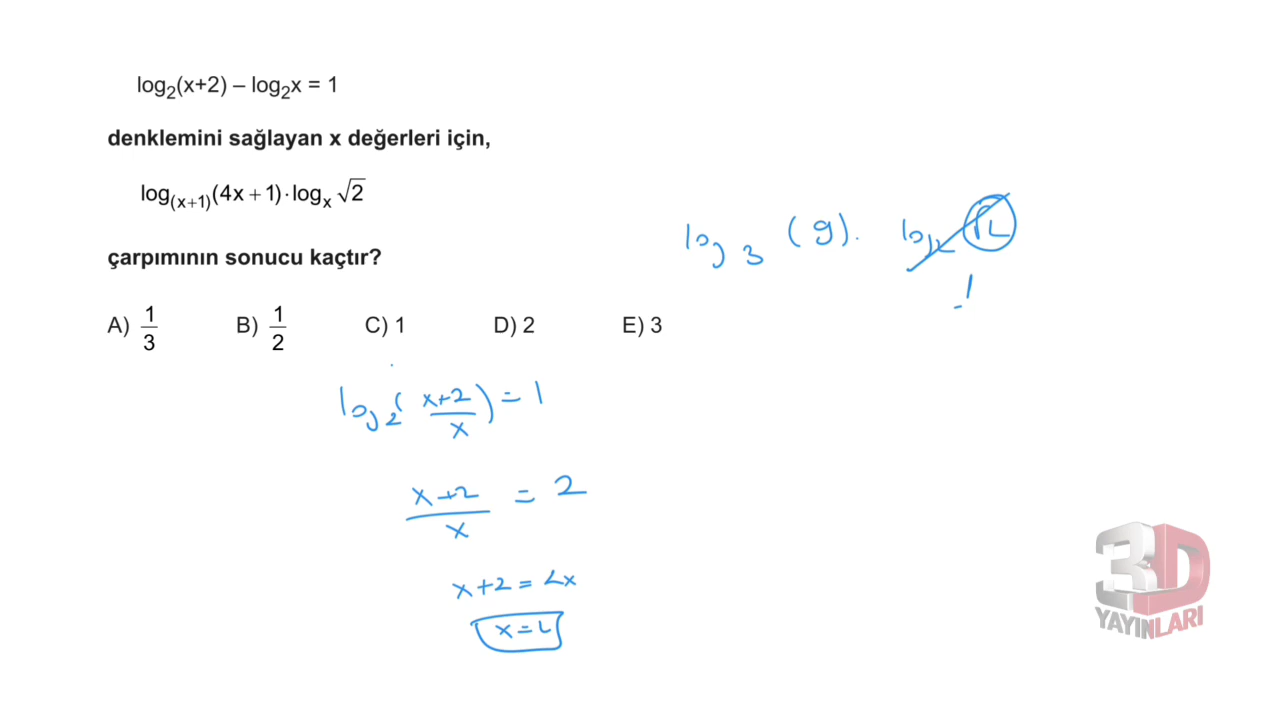 log₂(x+2) – log₂x = 1
denklemini sağlayan x değerleri için,
log₍ₓ₊₁₎(4x + 1) · logₓ √2
çarpımının sonucu kaçtır?
A) 1/3 B) 1/2 C) 1 D) 2 E) 3
log₂( x+2/x ) = 1
x+2/x = 2
x+2 = 2x
x=2
log₃ (9).
3D
YAYINLARI